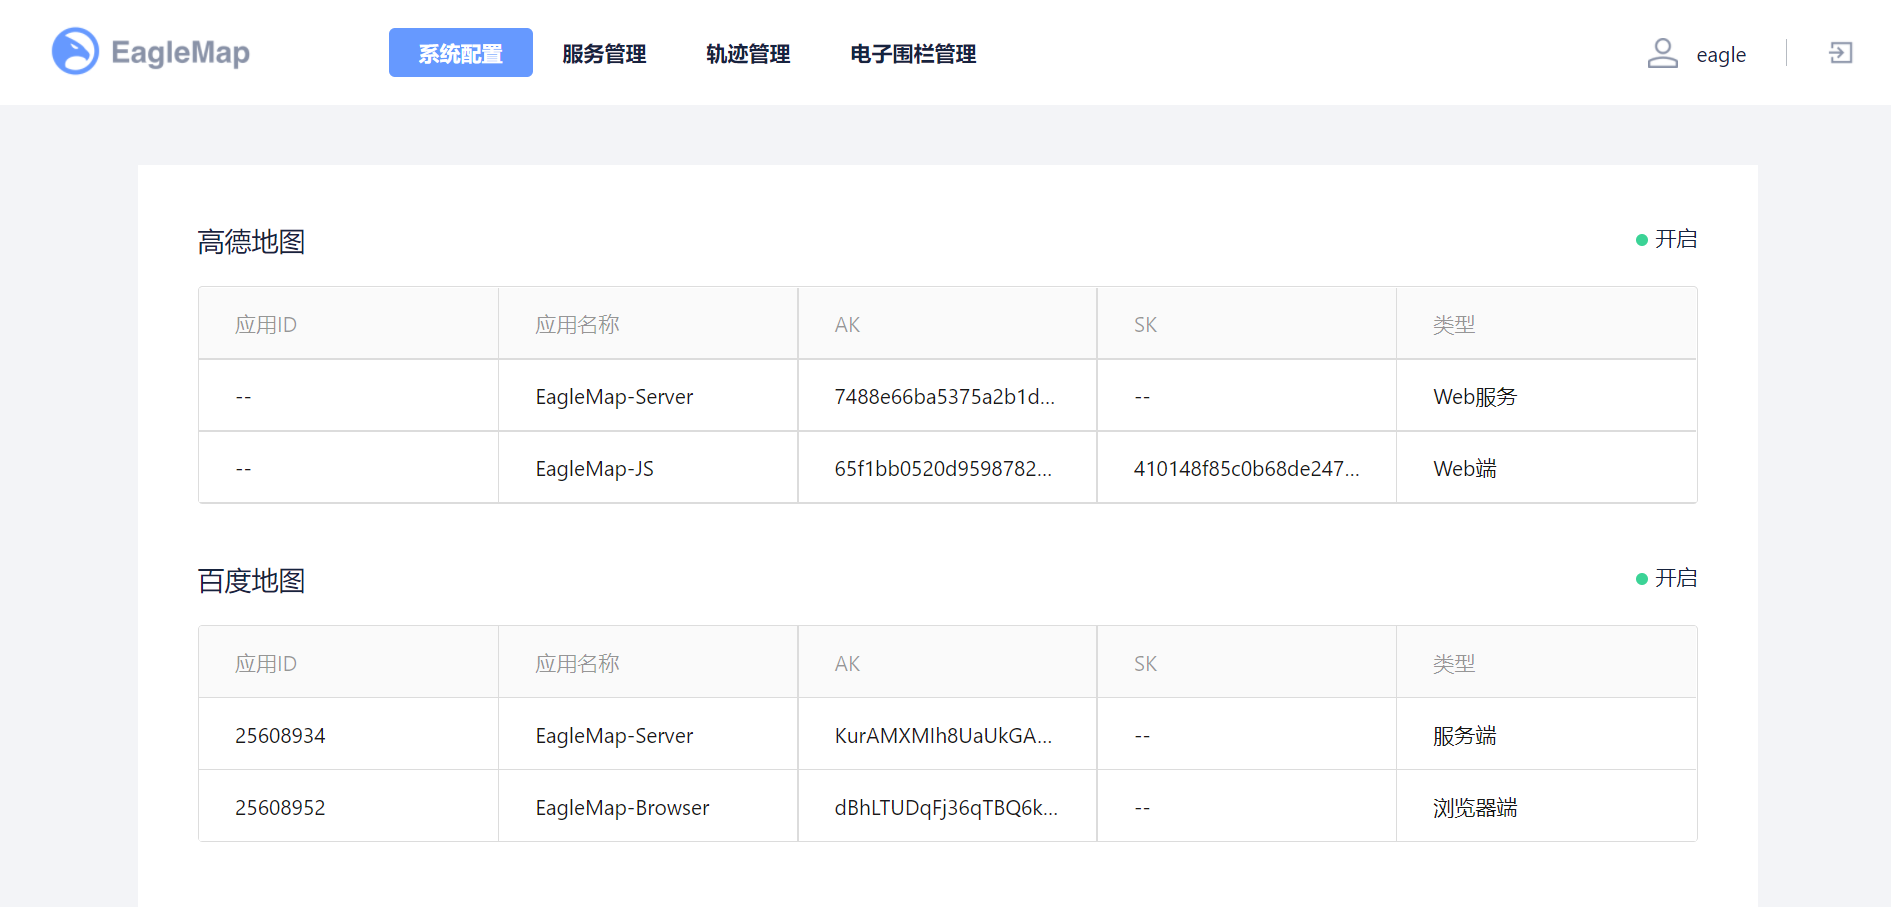 EagleMap 系统配置 服务管理 轨迹管理 电子围栏管理 eagle
高德地图 开启
应用ID 应用名称 AK SK 类型
-- EagleMap-Server 7488e66ba5375a2b1d... -- Web服务
-- EagleMap-JS 65f1bb0520d9598782... 410148f85c0b68de247... Web端
百度地图 开启
应用ID 应用名称 AK SK 类型
25608934 EagleMap-Server KurAMXMIh8UaUkGA... -- 服务端
25608952 EagleMap-Browser dBhLTUDqFj36qTBQ6k... -- 浏览器端